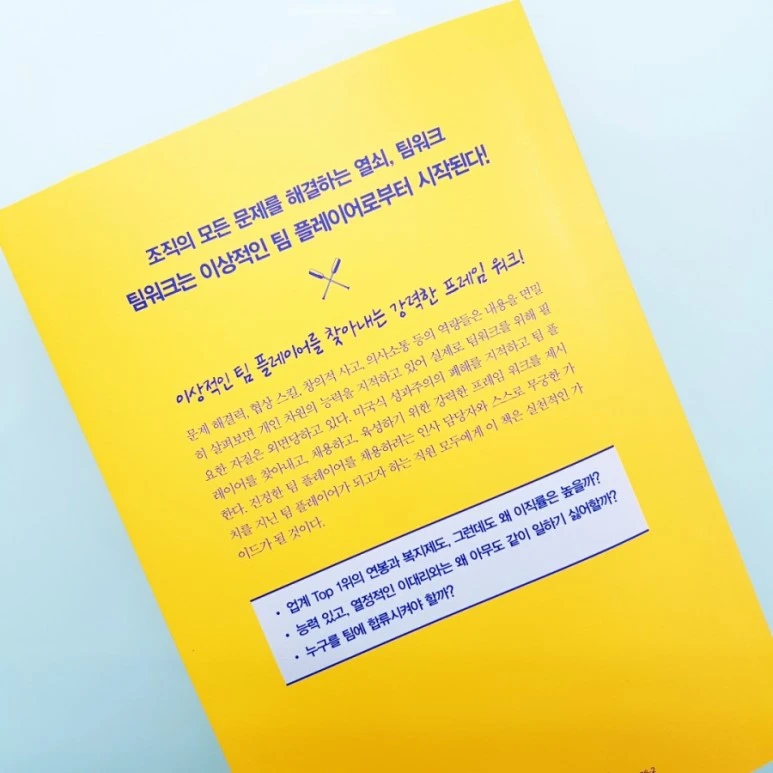 조직의 모든 문제를 해결하는 열쇠, 팀워크
팀워크는 이상적인 팀 플레이어로부터 시작된다!
이상적인 팀 플레이어를 찾아내는 강력한 프레임 워크!
문제 해결력, 협상 스킬, 창의적 사고, 의사소통 등의 역량들은 내용을 면밀
히 살펴보면 개인 차원의 능력을 지적하고 있어 실제로 팀워크를 위해 필
요한 자질은 외면당하고 있다. 미국식 성과주의의 폐해를 지적하고 팀 플
레이어를 찾아내고, 채용하고, 육성하기 위한 강력한 프레임 워크를 제시
한다. 진정한 팀 플레이어를 채용하려는 인사 담당자와 스스로 무궁한 가
치를 지닌 팀 플레이어가 되고자 하는 직원 모두에게 이 책은 실천적인 가
이드가 될 것이다.
• 업계 Top 1위의 연봉과 복지제도, 그런데도 왜 이직률은 높을까?
• 능력 있고, 열정적인 이대리와는 왜 아무도 같이 일하기 싫어할까?
• 누구를 팀에 합류시켜야 할까?